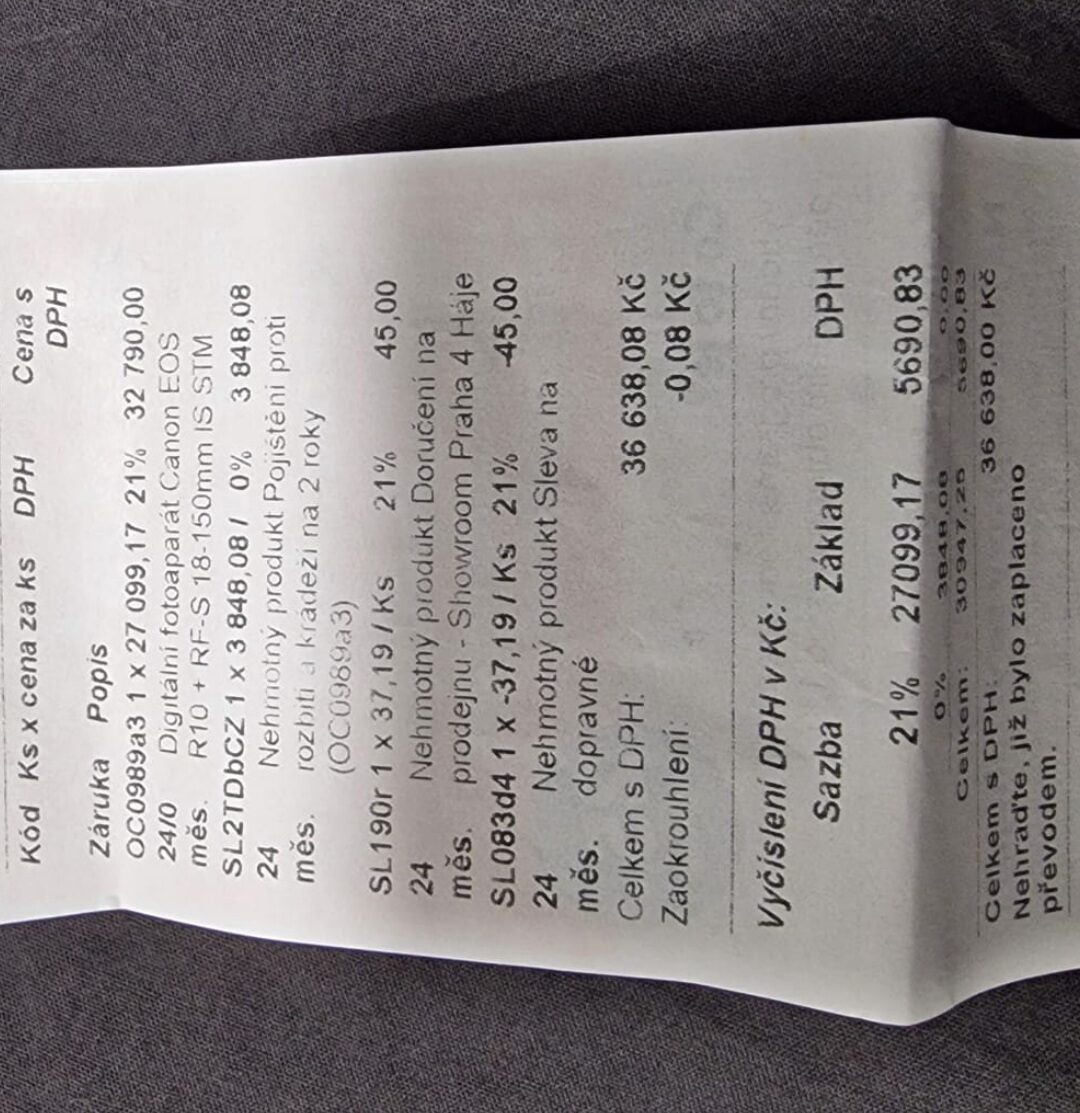 Kód Ks x cena za ks DPH Cena s
DPH
Záruka Popis
OC0989a3 1 x 27 099,17 21% 32 790,00
24/0 Digitální fotoaparát Canon EOS
měs. R10 + RF-S 18-150mm IS STM
SL2TDbCZ 1 x 3 848,08 / 0% 3 848,08
24 Nehmotný produkt Pojištění proti
měs. rozbití a krádeži na 2 roky
(OC0989a3)
SL190r 1 x 37,19 / Ks 21% 45,00
24 Nehmotný produkt Doručení na
měs. prodejnu - Showroom Praha 4 Háje
SL083d4 1 x -37,19 / Ks 21% -45,00
24 Nehmotný produkt Sleva na
měs. dopravné
Celkem s DPH: 36 638,08 Kč
Zaokrouhlení: -0,08 Kč
Vyčíslení DPH v Kč:
Sazba Základ DPH
21% 27099,17 5690,83
0% 3848,08 0,00
Celkem: 30947,25 5690,83
Celkem s DPH: 36 638,00 Kč
Nehraďte, již bylo zaplaceno
převodem.